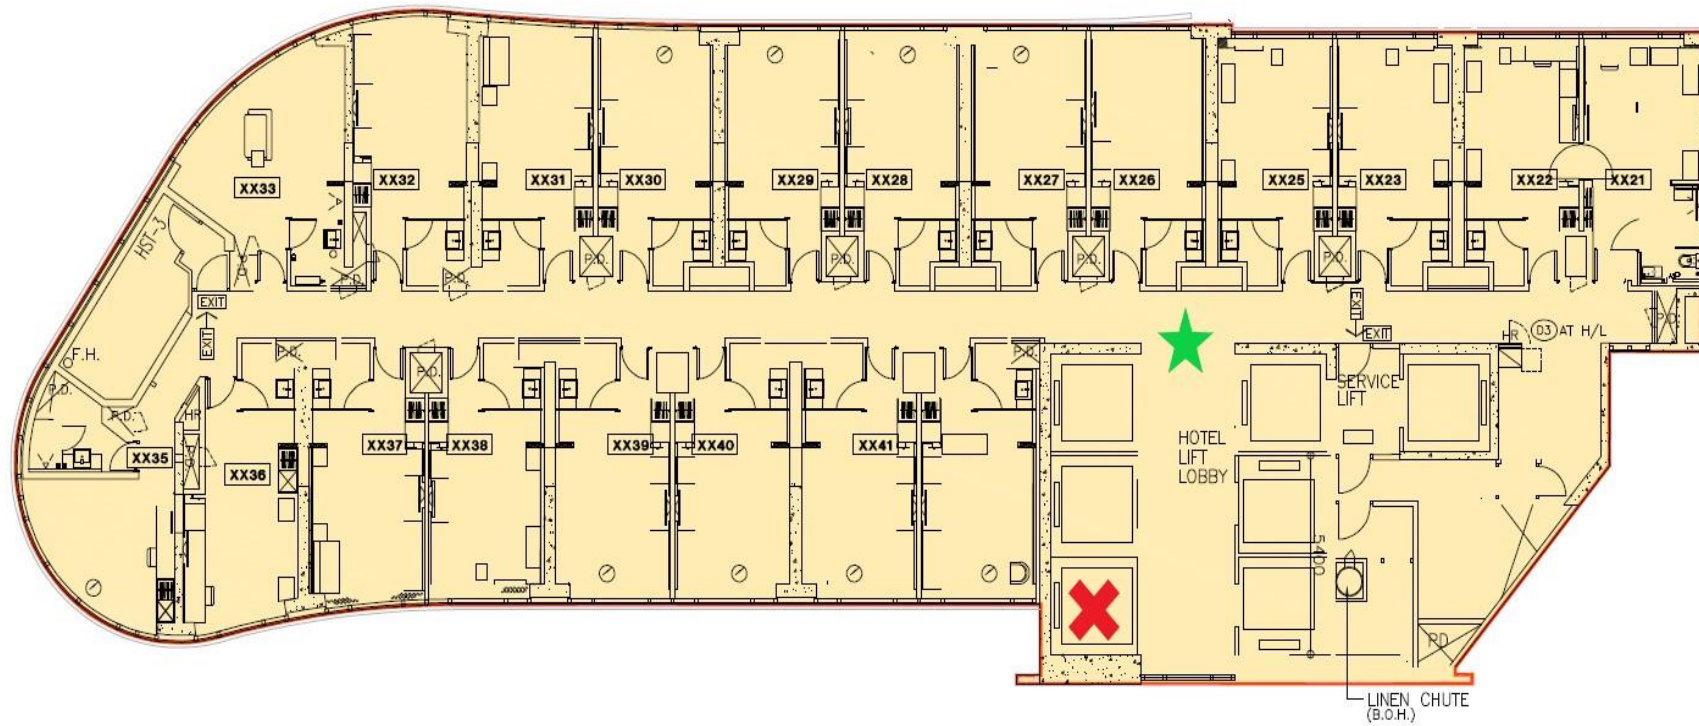 XX33
XX32
XX31
XX30
XX29
XX28
XX27
XX26
XX25
XX23
XX22
XX21
HST-3
P.D.
P.D.
P.D.
P.D.
P.D.
P.D.
P.D.
EXIT
EXIT
EXIT
EXIT
HR
D3 AT H/L
F.H.
P.D.
P.D.
P.D.
P.D.
P.D.
HR
SERVICE
LIFT
XX35
XX36
XX37
XX38
XX39
XX40
XX41
HOTEL
LIFT
LOBBY
5400
PD
LINEN CHUTE
(B.O.H.)